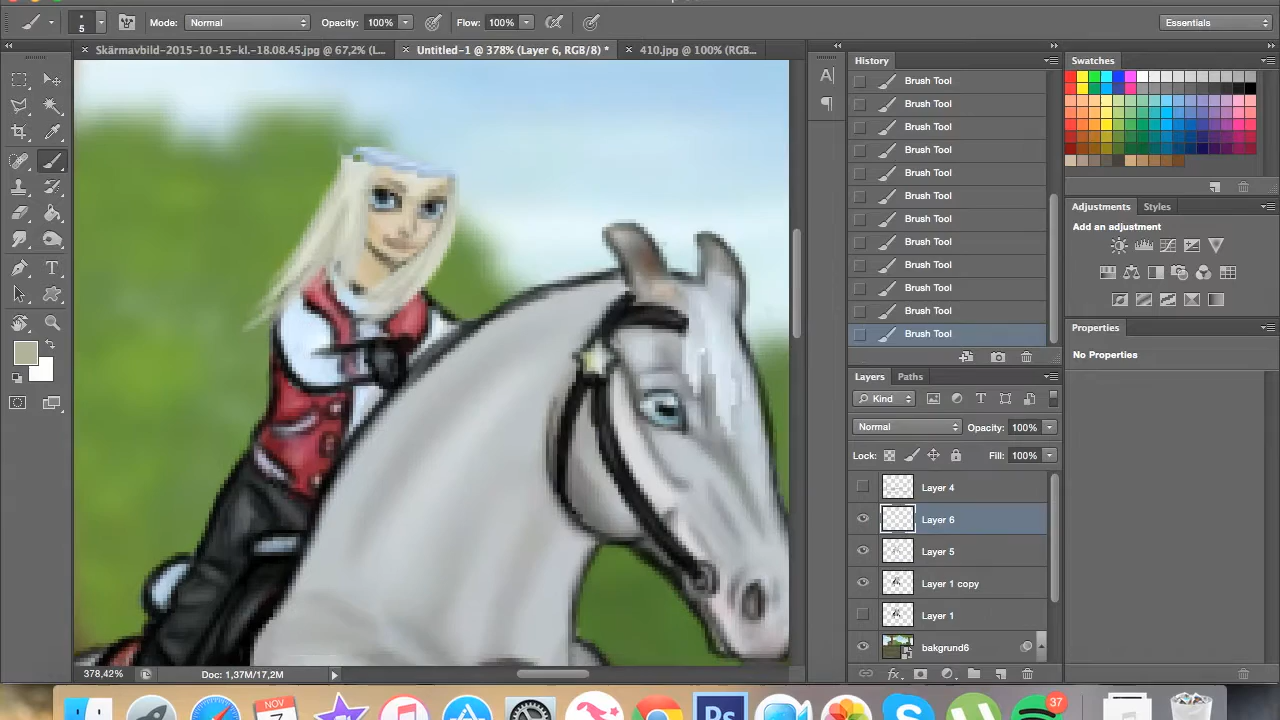 5 Mode: Normal Opacity: 100% Flow: 100% Essentials
Skärmavbild-2015-10-15-kl.-18.08.45.jpg @ 67,2% (L... Untitled-1 @ 378% (Layer 6, RGB/8) * 410.jpg @ 100% (RGB...
History
Brush Tool
Brush Tool
Brush Tool
Brush Tool
Brush Tool
Brush Tool
Brush Tool
Brush Tool
Brush Tool
Brush Tool
Brush Tool
Brush Tool
Swatches
Adjustments Styles
Add an adjustment
Properties
No Properties
Layers Paths
Kind
Normal Opacity: 100%
Lock: Fill: 100%
Layer 4
Layer 6
Layer 5
Layer 1 copy
Layer 1
bakgrund6
378,42% Doc: 1,37M/17,2M
NOV
7
Ps
37